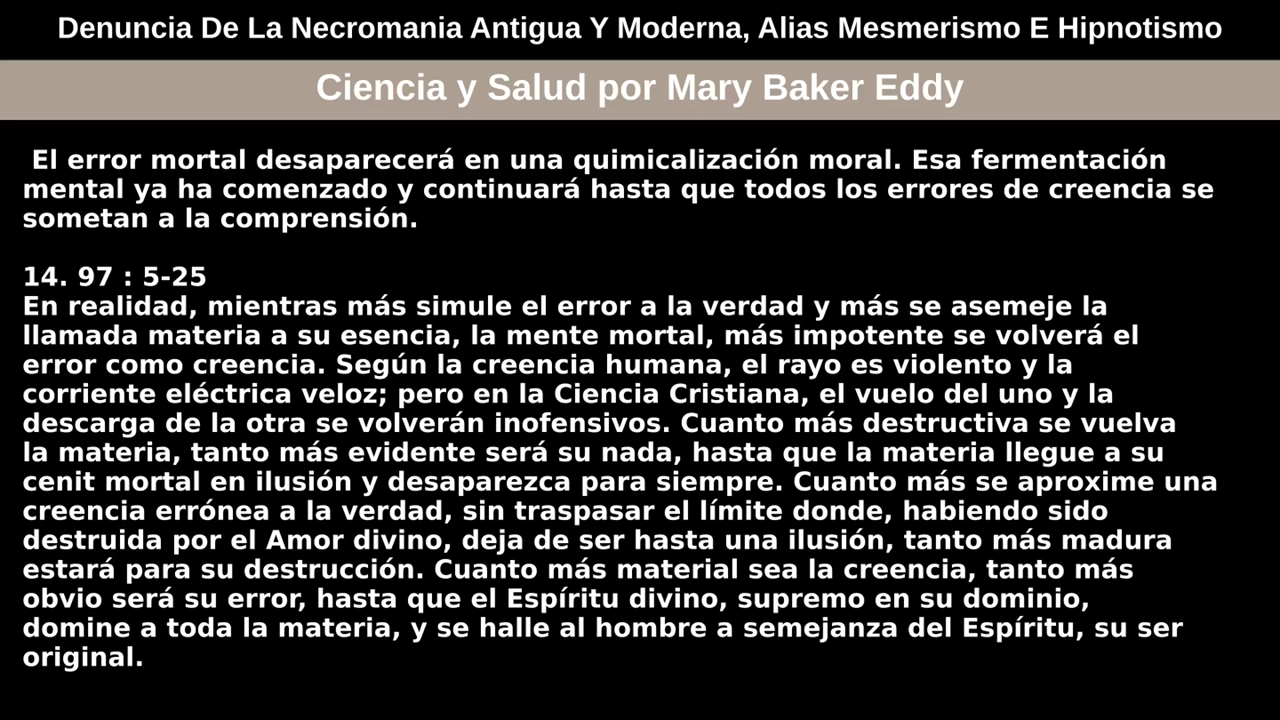 Denuncia De La Necromania Antigua Y Moderna, Alias Mesmerismo E Hipnotismo
Ciencia y Salud por Mary Baker Eddy
El error mortal desaparecerá en una quimicalización moral. Esa fermentación
mental ya ha comenzado y continuará hasta que todos los errores de creencia se
sometan a la comprensión.
14. 97 : 5-25
En realidad, mientras más simule el error a la verdad y más se asemeje la
llamada materia a su esencia, la mente mortal, más impotente se volverá el
error como creencia. Según la creencia humana, el rayo es violento y la
corriente eléctrica veloz; pero en la Ciencia Cristiana, el vuelo del uno y la
descarga de la otra se volverán inofensivos. Cuanto más destructiva se vuelva
la materia, tanto más evidente será su nada, hasta que la materia llegue a su
cenit mortal en ilusión y desaparezca para siempre. Cuanto más se aproxime una
creencia errónea a la verdad, sin traspasar el límite donde, habiendo sido
destruida por el Amor divino, deja de ser hasta una ilusión, tanto más madura
estará para su destrucción. Cuanto más material sea la creencia, tanto más
obvio será su error, hasta que el Espíritu divino, supremo en su dominio,
domine a toda la materia, y se halle al hombre a semejanza del Espíritu, su ser
original.